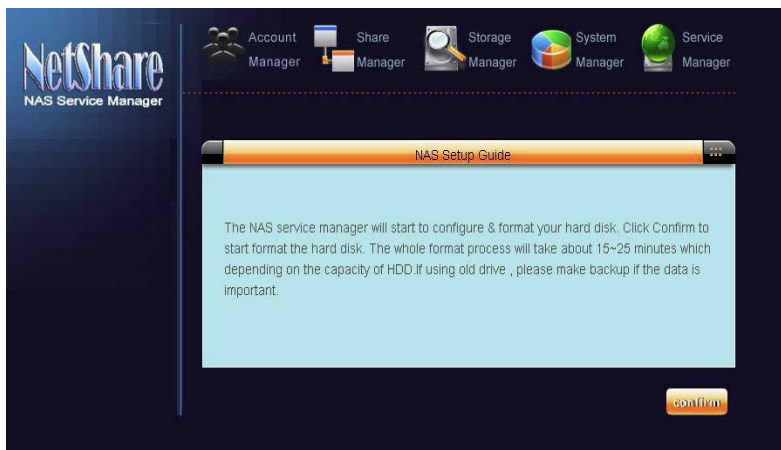 NetShare
NAS Service Manager
Account
Manager
Share
Manager
Storage
Manager
System
Manager
Service
Manager
NAS Setup Guide
The NAS service manager will start to configure & format your hard disk. Click Confirm to
start format the hard disk. The whole format process will take about 15~25 minutes which
depending on the capacity of HDD.If using old drive , please make backup if the data is
important.
confirm